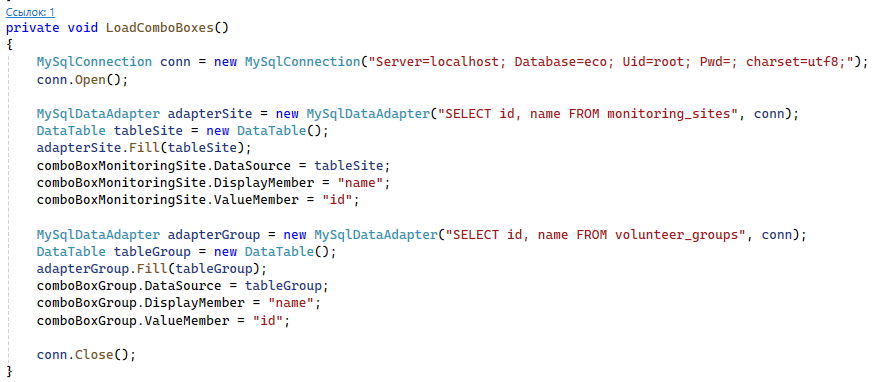 }
Ссылок: 1
private void LoadComboBoxes()
{
    MySqlConnection conn = new MySqlConnection("Server=localhost; Database=eco; Uid=root; Pwd=; charset=utf8;");
    conn.Open();

    MySqlDataAdapter adapterSite = new MySqlDataAdapter("SELECT id, name FROM monitoring_sites", conn);
    DataTable tableSite = new DataTable();
    adapterSite.Fill(tableSite);
    comboBoxMonitoringSite.DataSource = tableSite;
    comboBoxMonitoringSite.DisplayMember = "name";
    comboBoxMonitoringSite.ValueMember = "id";

    MySqlDataAdapter adapterGroup = new MySqlDataAdapter("SELECT id, name FROM volunteer_groups", conn);
    DataTable tableGroup = new DataTable();
    adapterGroup.Fill(tableGroup);
    comboBoxGroup.DataSource = tableGroup;
    comboBoxGroup.DisplayMember = "name";
    comboBoxGroup.ValueMember = "id";

    conn.Close();
}